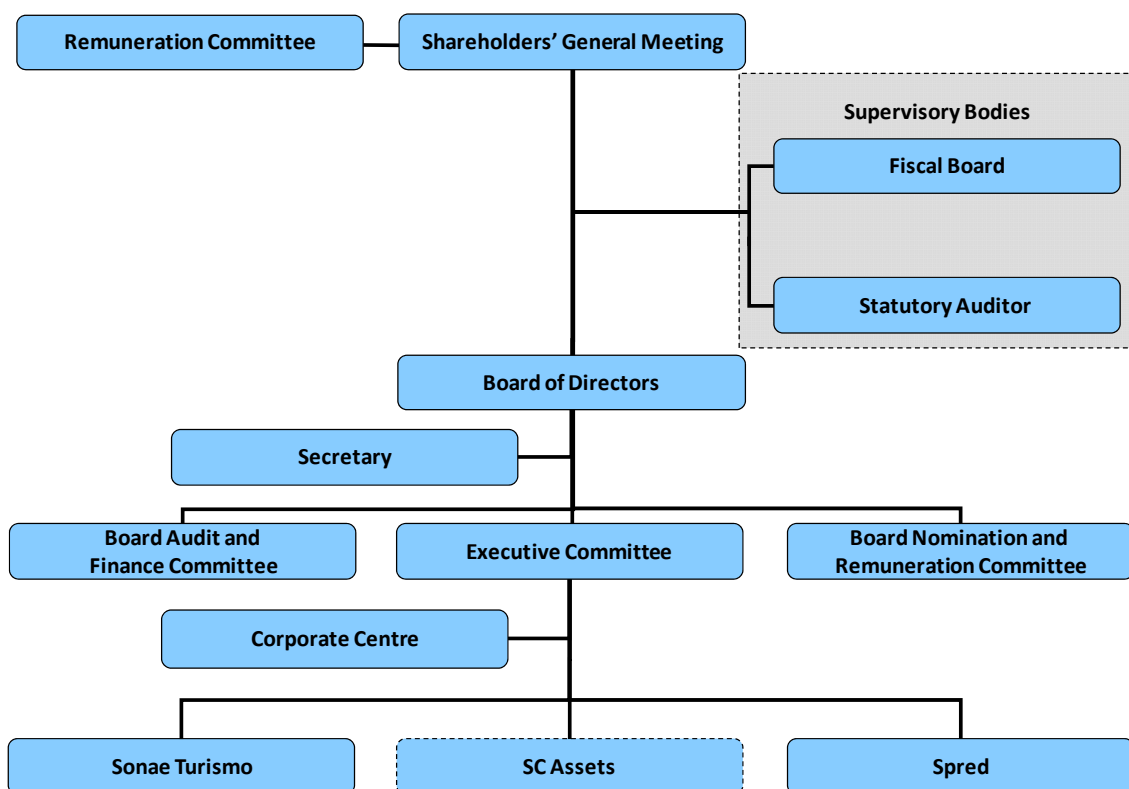 Remuneration Committee
Shareholders’ General Meeting
Supervisory Bodies
Fiscal Board
Statutory Auditor
Board of Directors
Secretary
Board Audit and
Finance Committee
Executive Committee
Board Nomination and
Remuneration Committee
Corporate Centre
Sonae Turismo
SC Assets
Spred